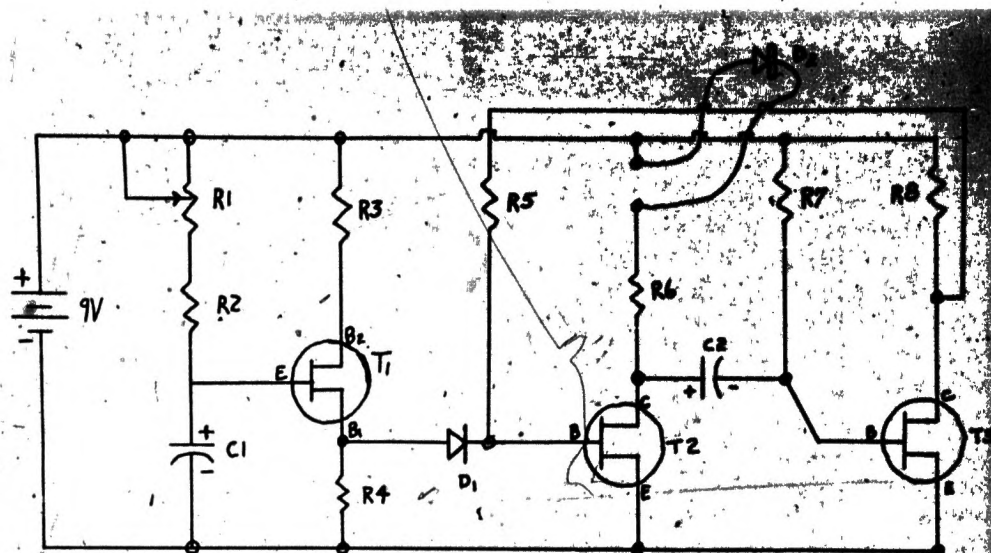 D2
+
R1
R3
R5
R7
R8
9V
-
R2
R6
B2
T1
E
C2
+
-
C
C
+
C1
-
B1
B
T2
B
D1
R4
E
E